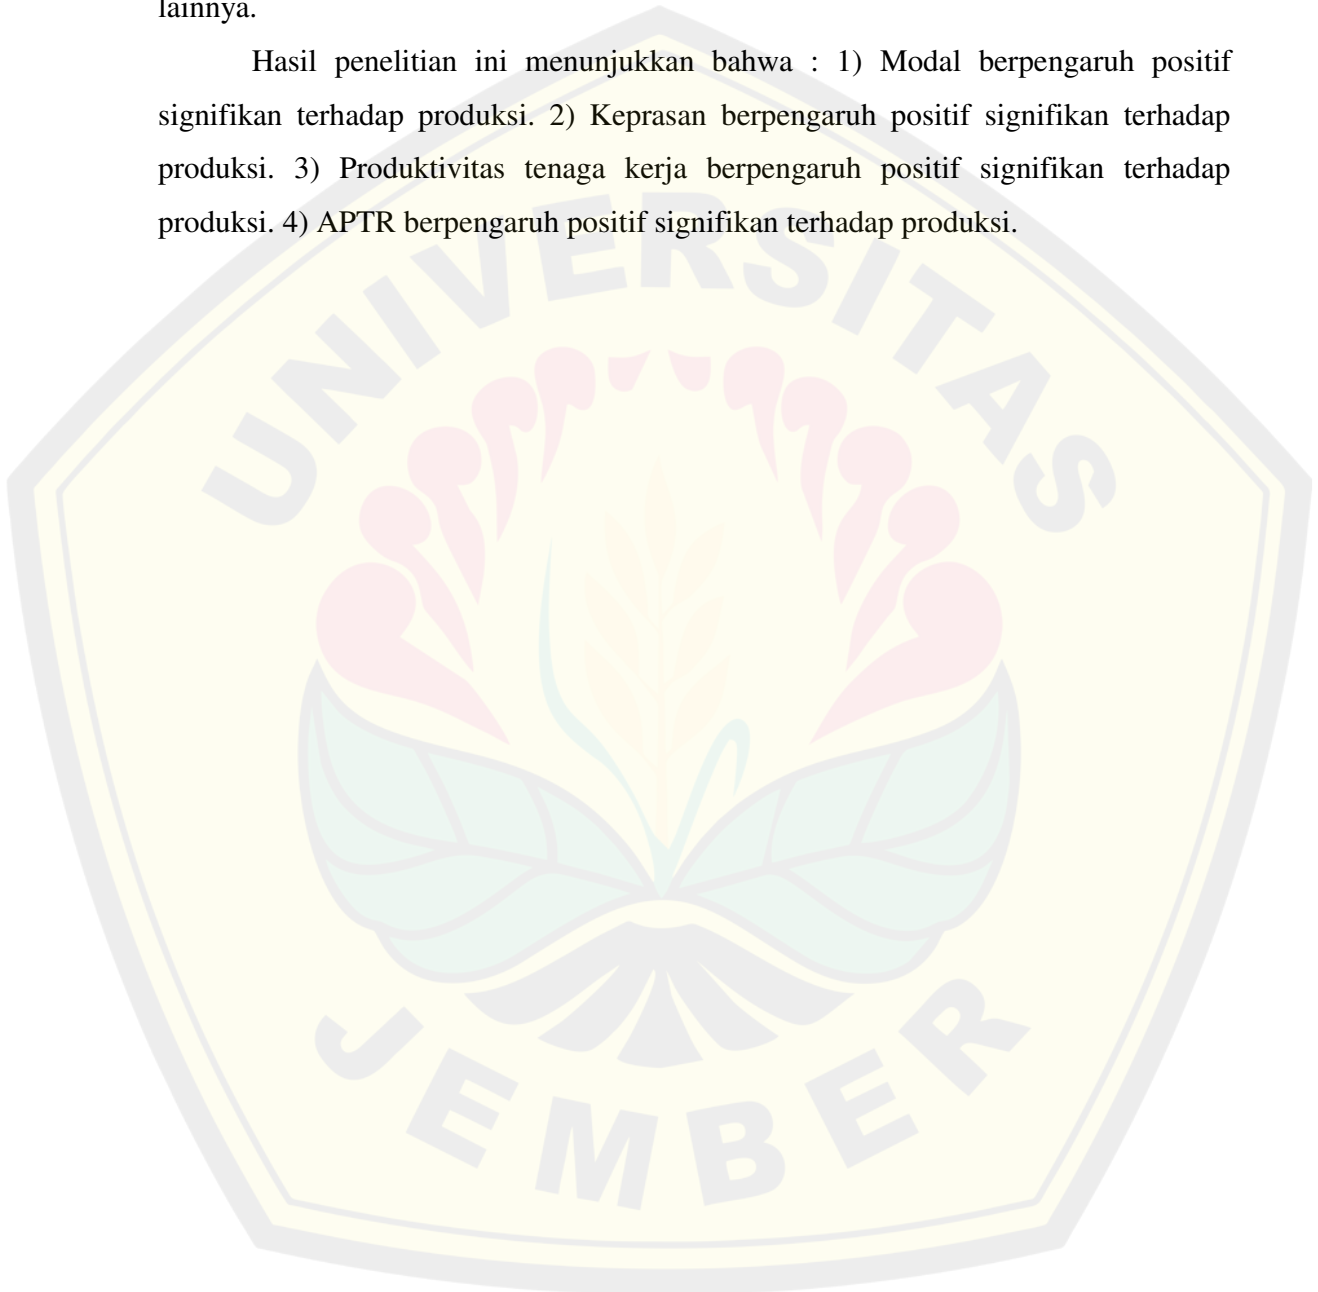 lainnya.
Hasil penelitian ini menunjukkan bahwa : 1) Modal berpengaruh positif
signifikan terhadap produksi. 2) Keprasan berpengaruh positif signifikan terhadap
produksi. 3) Produktivitas tenaga kerja berpengaruh positif signifikan terhadap
produksi. 4) APTR berpengaruh positif signifikan terhadap produksi.
UNIVERSITAS
JEMBER